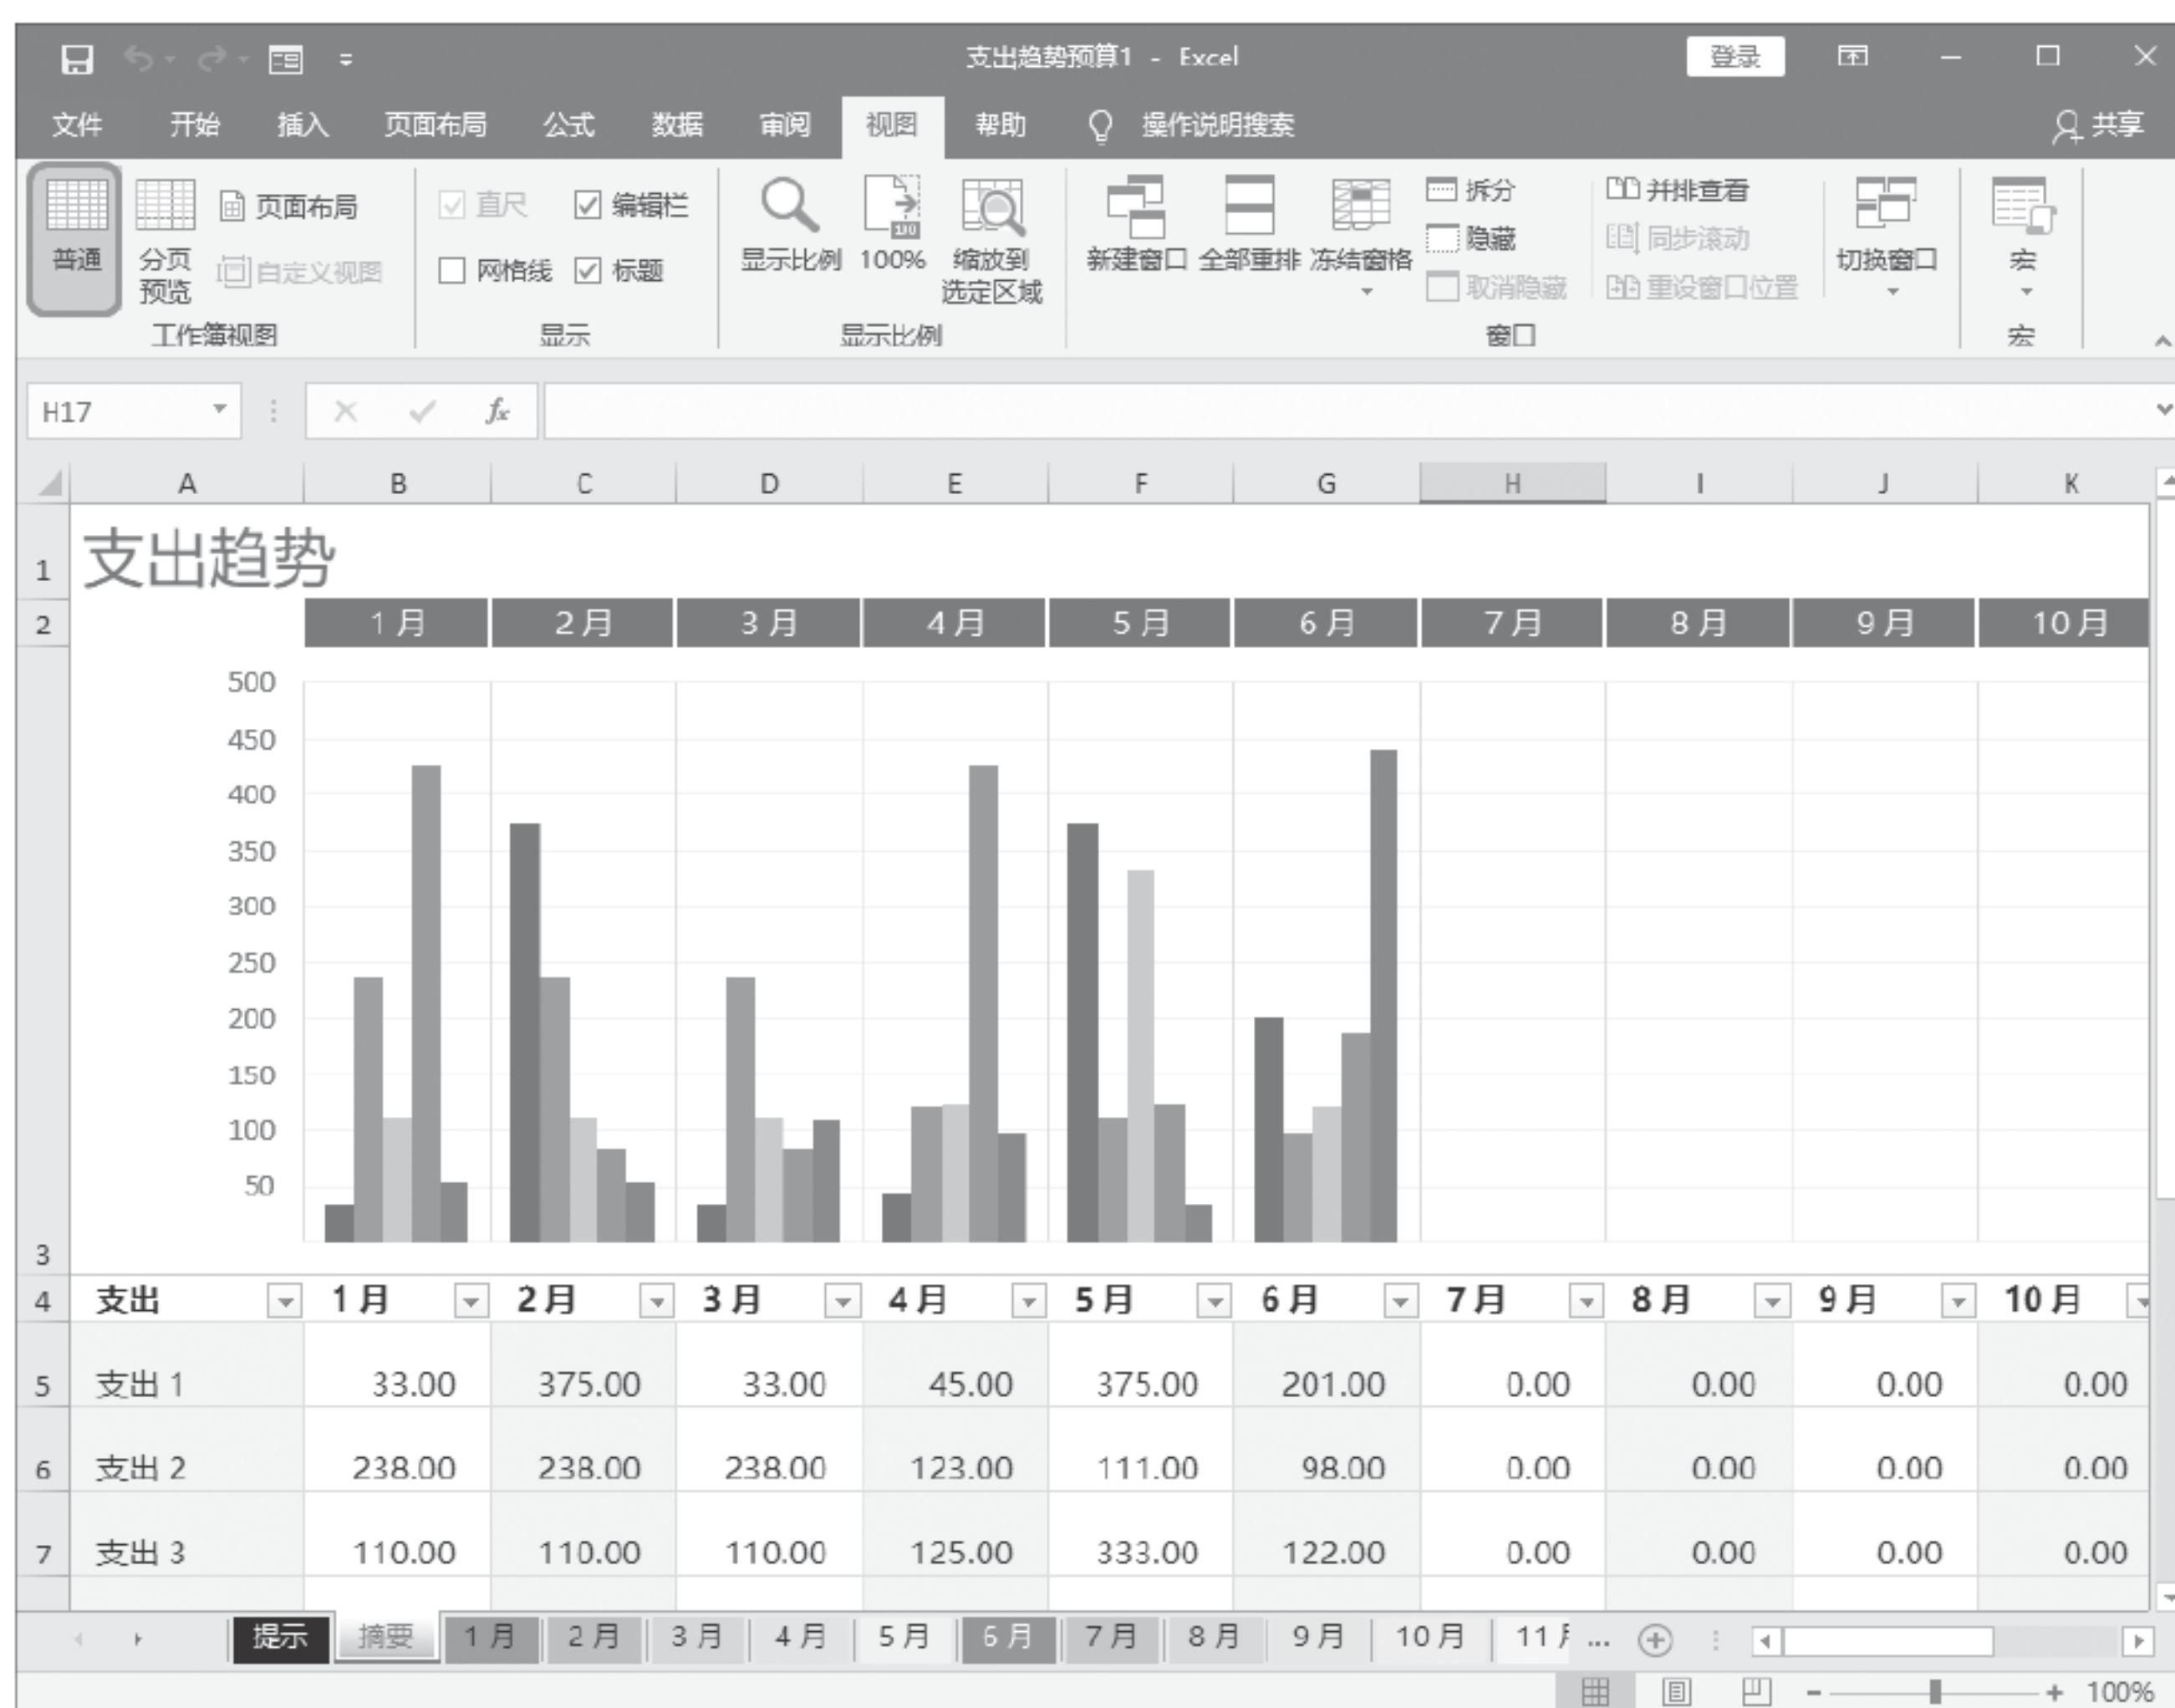 支出趋势预算1 - Excel
登录
文件 开始 插入 页面布局 公式 数据 审阅 视图 帮助 操作说明搜索 共享
普通 分页预览 页面布局 自定义视图
工作簿视图
直尺 编辑栏
网格线 标题
显示
显示比例 100% 缩放到选定区域
显示比例
新建窗口 全部重排 冻结窗格
拆分
隐藏
取消隐藏
并排查看
同步滚动
重设窗口位置
切换窗口
窗口
宏
宏
H17 fx
A B C D E F G H I J K
1 支出趋势
2 1月 2月 3月 4月 5月 6月 7月 8月 9月 10月
500
450
400
350
300
250
200
150
100
50
3
4 支出 1月 2月 3月 4月 5月 6月 7月 8月 9月 10月
5 支出 1 33.00 375.00 33.00 45.00 375.00 201.00 0.00 0.00 0.00 0.00
6 支出 2 238.00 238.00 238.00 123.00 111.00 98.00 0.00 0.00 0.00 0.00
7 支出 3 110.00 110.00 110.00 125.00 333.00 122.00 0.00 0.00 0.00 0.00
提示 摘要 1月 2月 3月 4月 5月 6月 7月 8月 9月 10月 11 ...
100%